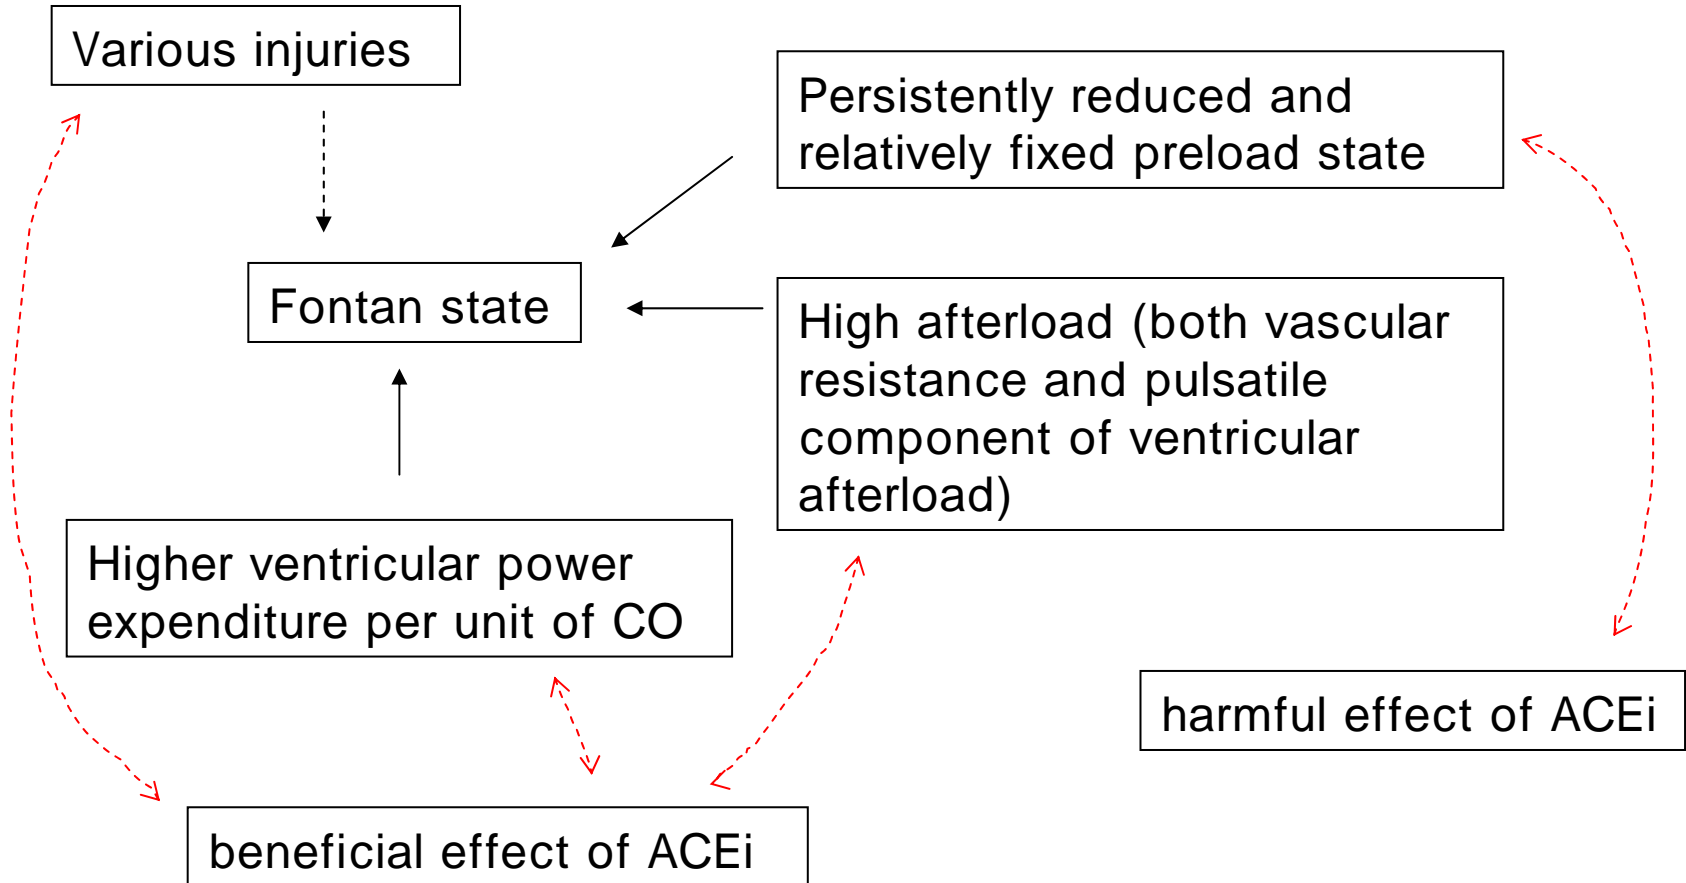 Various injuries
Persistently reduced and
relatively fixed preload state
Fontan state
High afterload (both vascular
resistance and pulsatile
component of ventricular
afterload)
Higher ventricular power
expenditure per unit of CO
harmful effect of ACEi
beneficial effect of ACEi